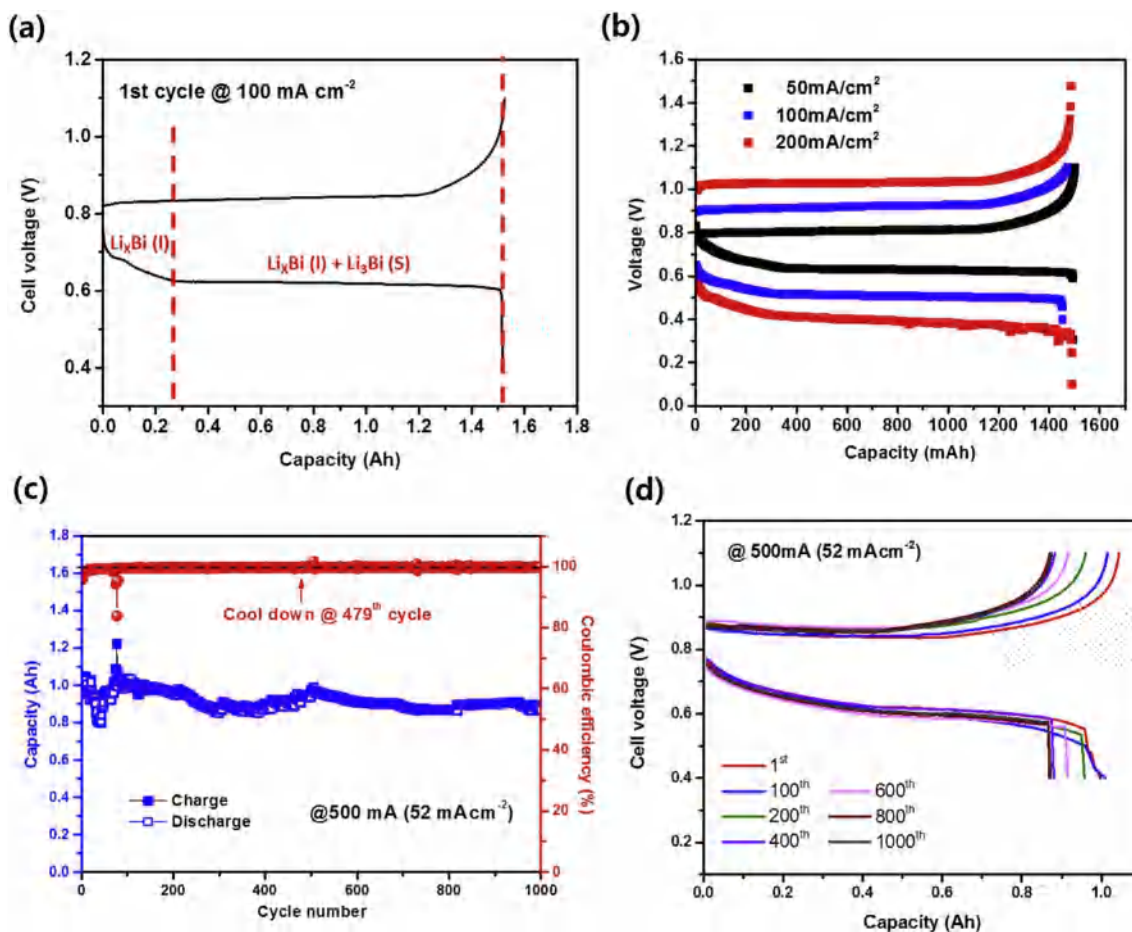 (a)
1.2
1.0
0.8
0.6
0.4
Cell voltage (V)
1st cycle @ 100 mA cm-2
LiXBi (l)
LiXBi (l) + Li3Bi (S)
0.0 0.2 0.4 0.6 0.8 1.0 1.2 1.4 1.6 1.8
Capacity (Ah)
(b)
1.6
1.4
1.2
1.0
0.8
0.6
0.4
0.2
0.0
Voltage (V)
50mA/cm2
100mA/cm2
200mA/cm2
0 200 400 600 800 1000 1200 1400 1600
Capacity (mAh)
(c)
1.8
1.6
1.4
1.2
1.0
0.8
0.6
0.4
0.2
0.0
Capacity (Ah)
Cool down @ 479th cycle
Charge
Discharge
@500 mA (52 mAcm-2)
100
80
60
40
20
0
Coulombic efficiency (%)
0 200 400 600 800 1000
Cycle number
(d)
1.2
1.0
0.8
0.6
0.4
0.2
Cell voltage (V)
@ 500mA (52 mAcm-2)
1st
100th 600th
200th 800th
400th 1000th
0.0 0.2 0.4 0.6 0.8 1.0
Capacity (Ah)